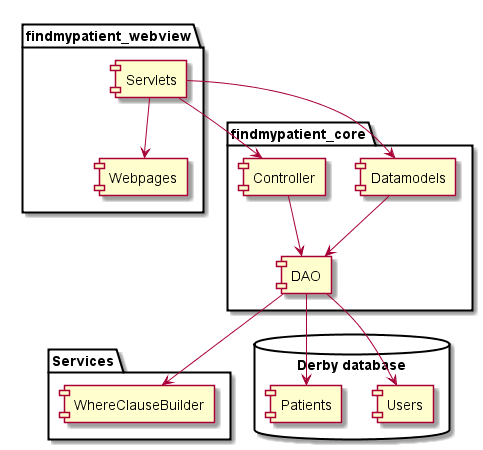 findmypatient_webview
Servlets
findmypatient_core
Webpages
Controller
Datamodels
DAO
Services
Derby database
WhereClauseBuilder
Patients
Users